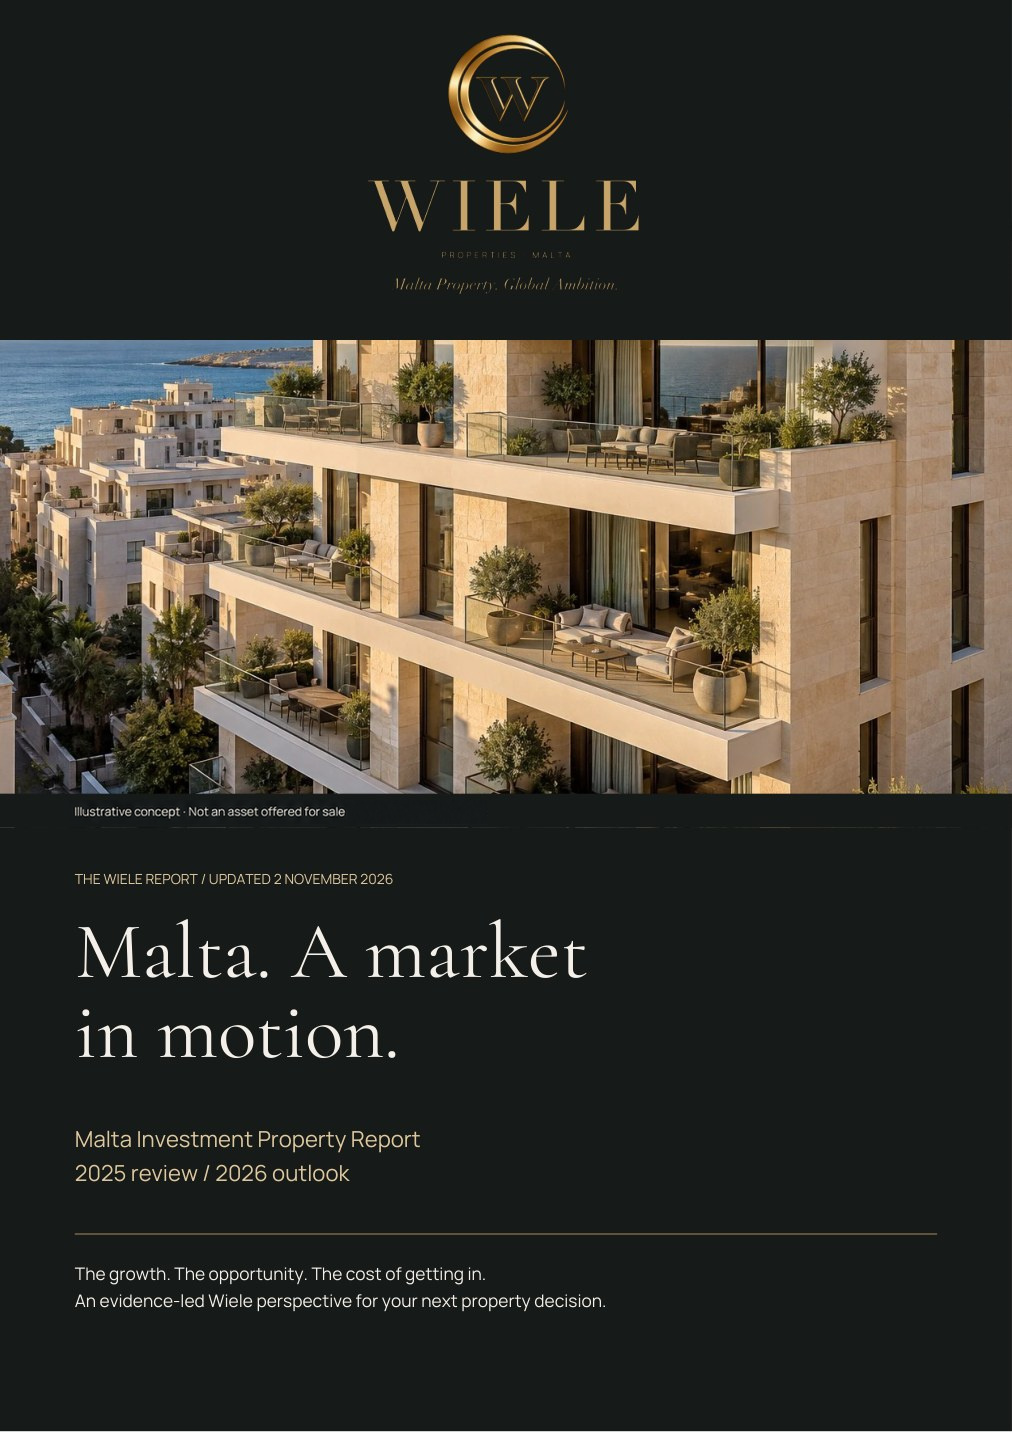 W
WIELE
PROPERTIES MALTA
Malta Property. Global Ambition.
Illustrative concept · Not an asset offered for sale
THE WIELE REPORT / UPDATED 2 NOVEMBER 2026
Malta. A market
in motion.
Malta Investment Property Report
2025 review / 2026 outlook
The growth. The opportunity. The cost of getting in.
An evidence-led Wiele perspective for your next property decision.